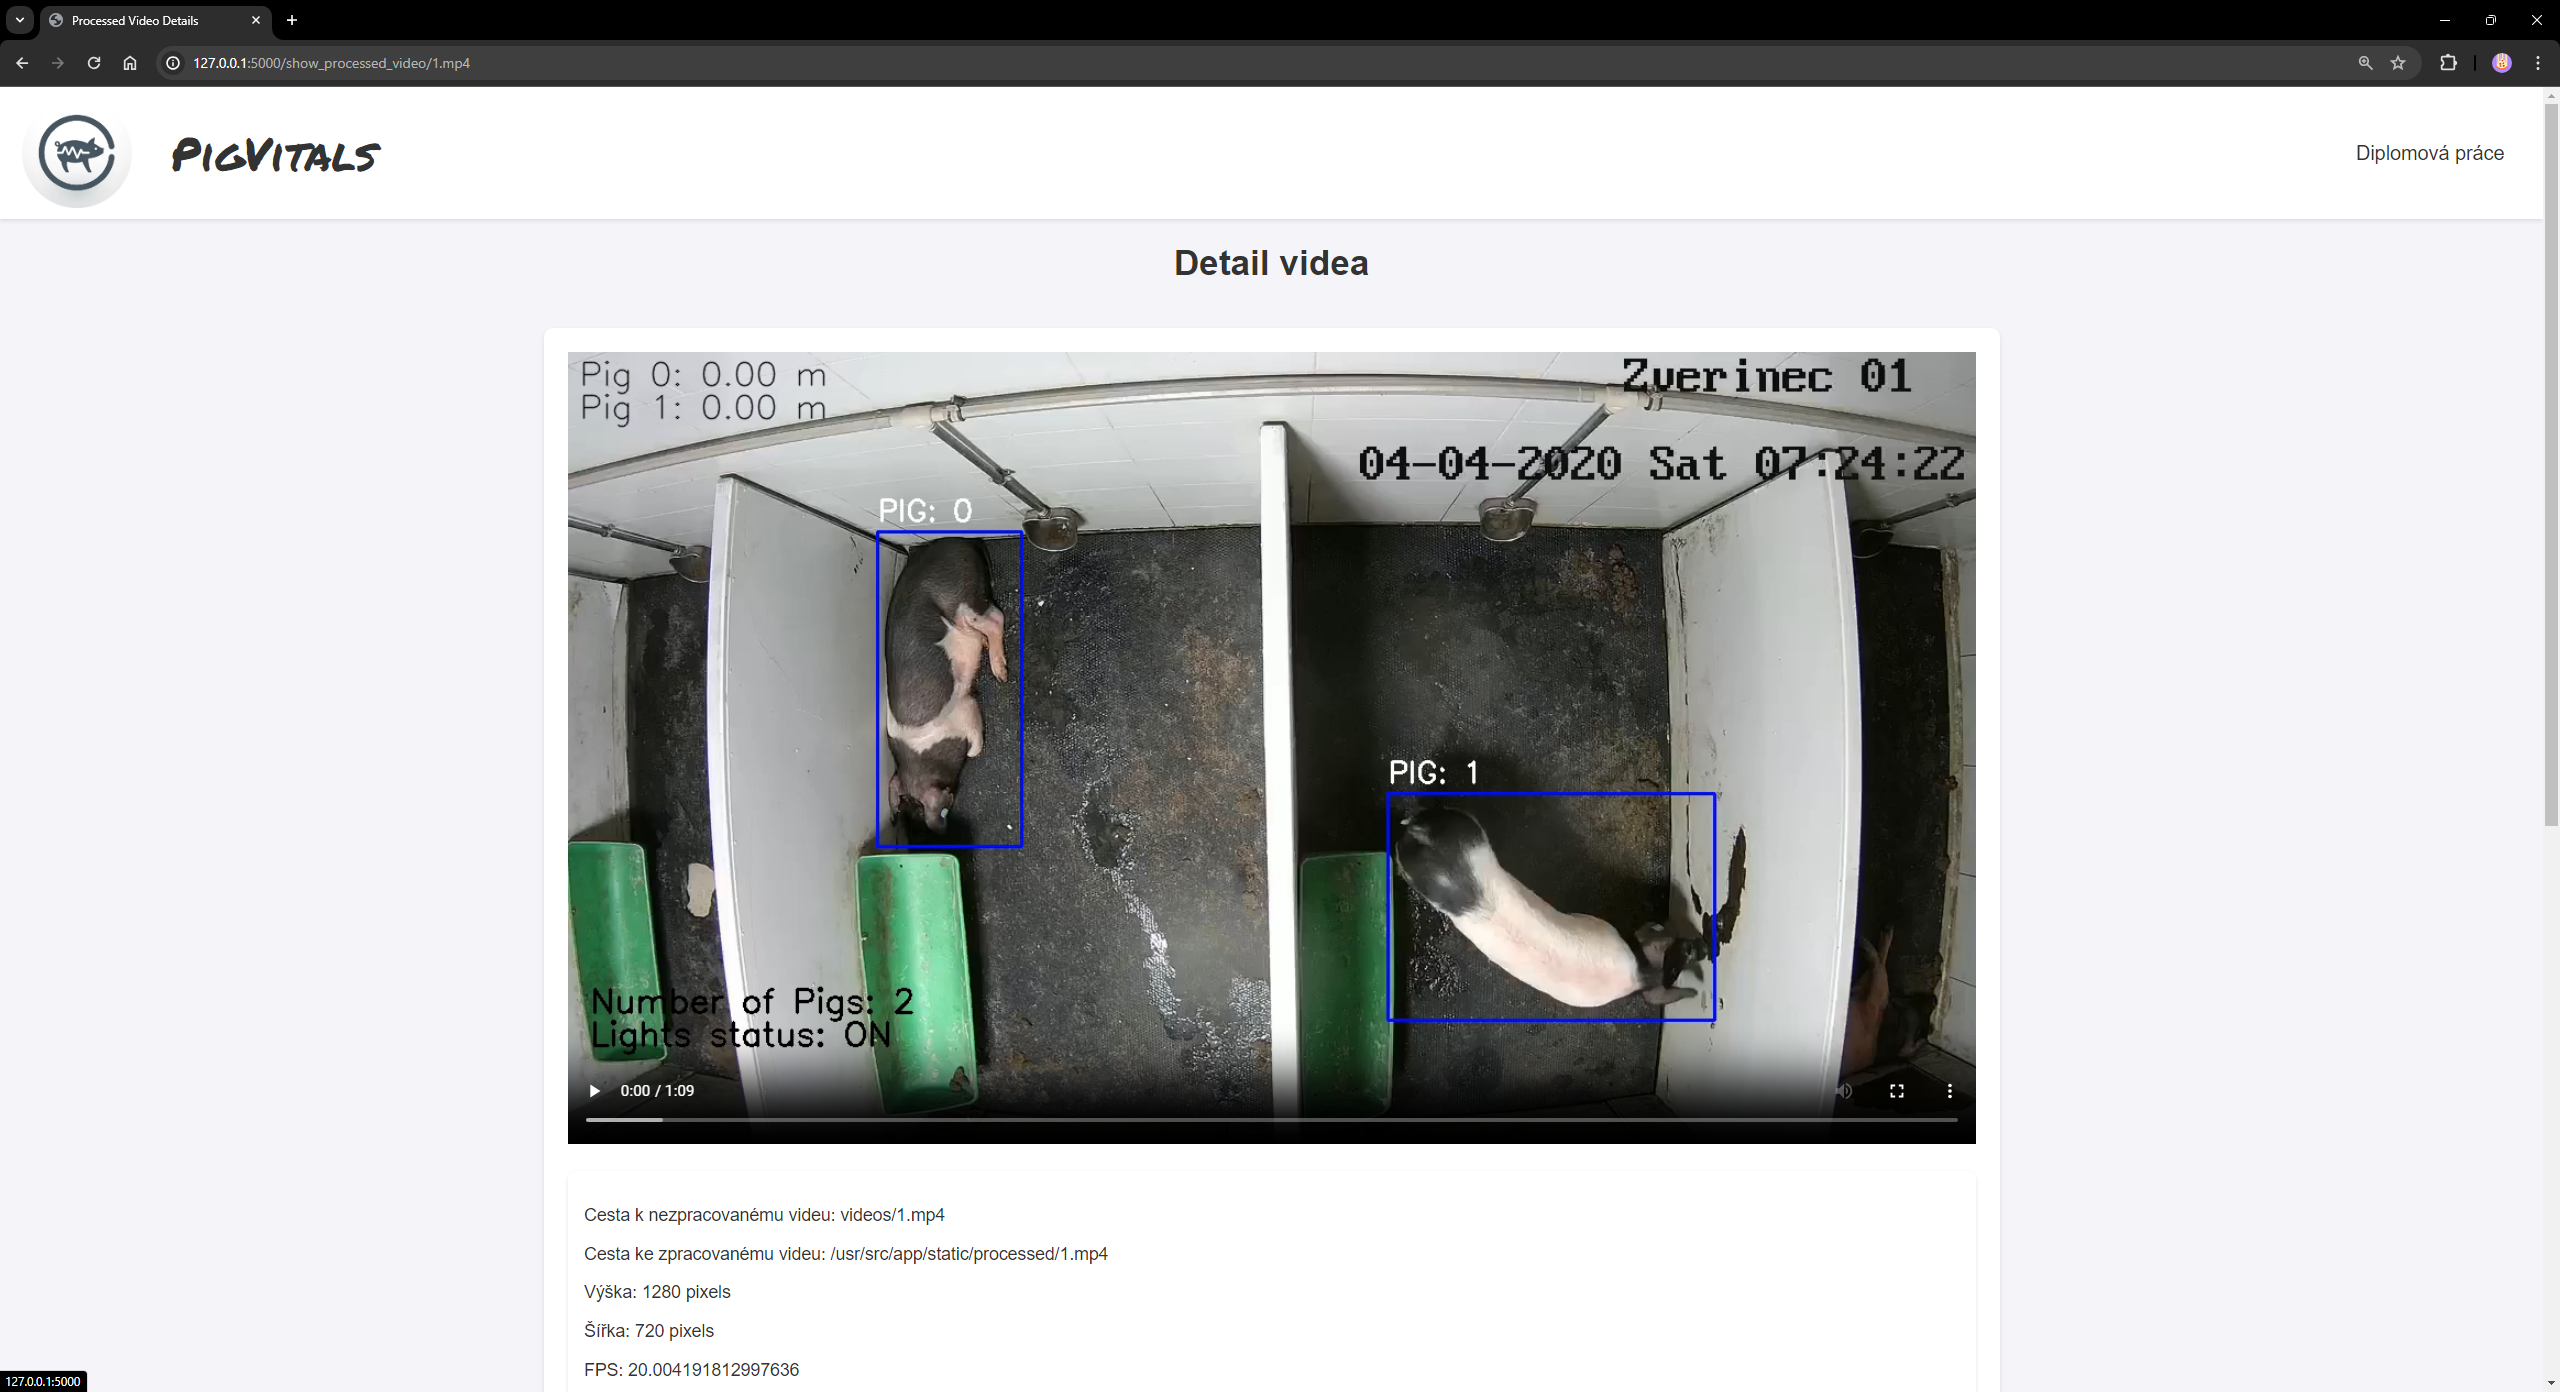 Processed Video Details
127.0.0.1:5000/show_processed_video/1.mp4
PigVitals
Diplomová práce
Detail videa
Pig 0: 0.00 m
Pig 1: 0.00 m
Zverinec 01
04-04-2020 Sat 07:24:22
PIG: 0
PIG: 1
Number of Pigs: 2
Lights status: ON
0:00 / 1:09
Cesta k nezpracovanému videu: videos/1.mp4
Cesta ke zpracovanému videu: /usr/src/app/static/processed/1.mp4
Výška: 1280 pixels
Šířka: 720 pixels
FPS: 20.004191812997636
127.0.0.1:5000